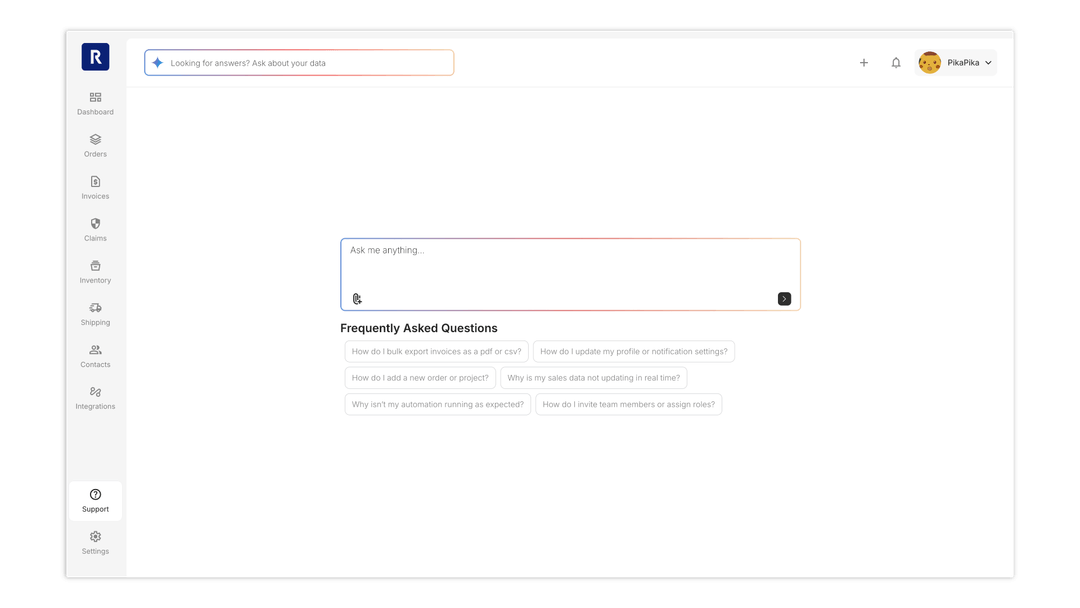 R
Looking for answers? Ask about your data
PikaPika
Dashboard
Orders
Invoices
Claims
Inventory
Shipping
Contacts
Integrations
Support
Settings
Ask me anything...
Frequently Asked Questions
How do I bulk export invoices as a pdf or csv?
How do I update my profile or notification settings?
How do I add a new order or project?
Why is my sales data not updating in real time?
Why isn't my automation running as expected?
How do I invite team members or assign roles?